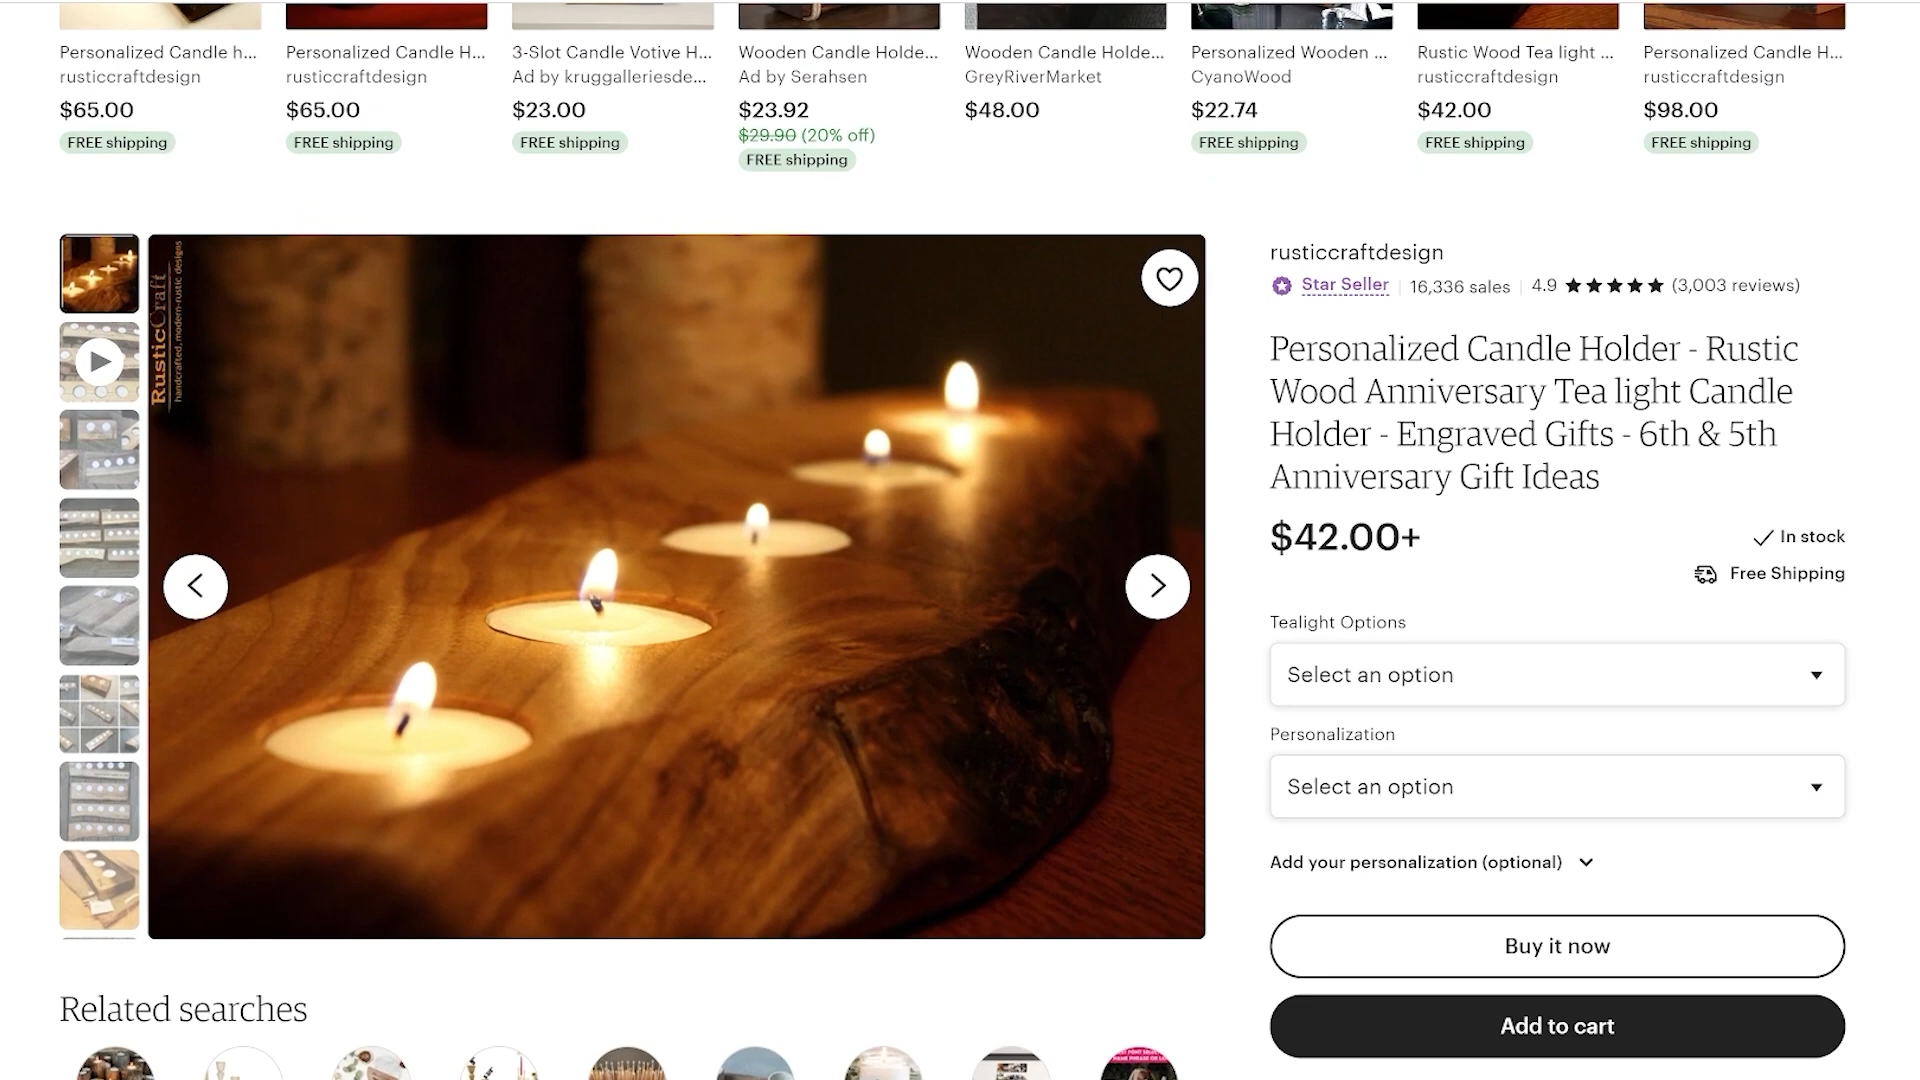 Personalized Candle h...
rusticcraftdesign
$65.00
FREE shipping
Personalized Candle H...
rusticcraftdesign
$65.00
FREE shipping
3-Slot Candle Votive H...
Ad by kruggalleriesde...
$23.00
FREE shipping
Wooden Candle Holde...
Ad by Serahsen
$23.92
$29.90 (20% off)
FREE shipping
Wooden Candle Holde...
GreyRiverMarket
$48.00
Personalized Wooden ...
CyanoWood
$22.74
FREE shipping
Rustic Wood Tea light ...
rusticcraftdesign
$42.00
FREE shipping
Personalized Candle H...
rusticcraftdesign
$98.00
FREE shipping
RusticCraft
handcrafted, modern-rustic designs
rusticcraftdesign
Star Seller 16,336 sales 4.9 (3,003 reviews)
Personalized Candle Holder - Rustic
Wood Anniversary Tea light Candle
Holder - Engraved Gifts - 6th & 5th
Anniversary Gift Ideas
$42.00+
In stock
Free Shipping
Tealight Options
Select an option
Personalization
Select an option
Add your personalization (optional)
Buy it now
Add to cart
Related searches